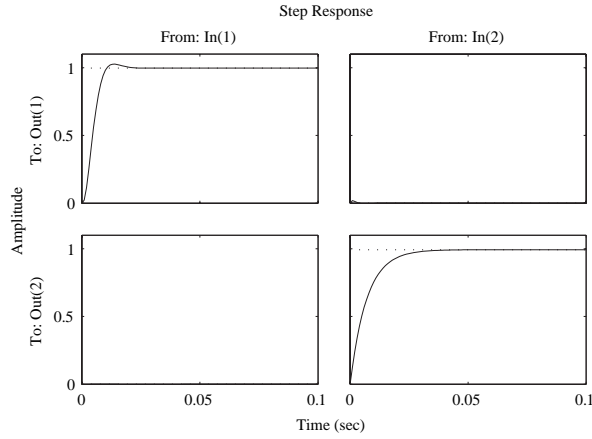 Step Response
From: In(1)
From: In(2)
To: Out(1)
1
0.5
0
Amplitude
To: Out(2)
1
0.5
0
0
0.05
0.1
0
0.05
0.1
Time (sec)